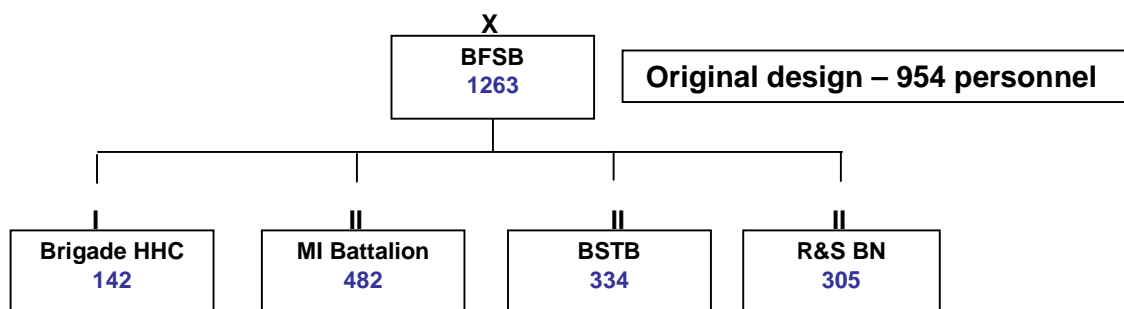 X
BFSB
1263
Original design – 954 personnel
I
Brigade HHC
142
II
MI Battalion
482
II
BSTB
334
II
R&S BN
305